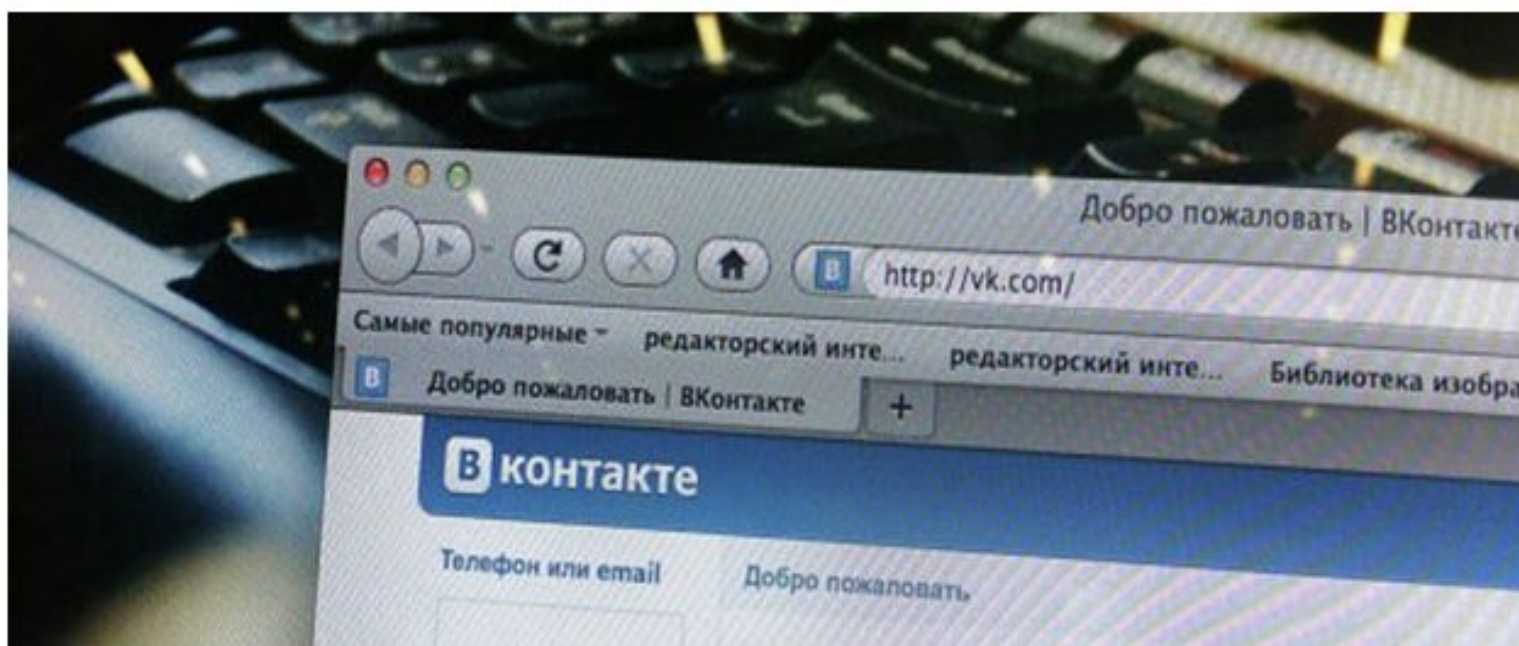 Добро пожаловать | ВКонтакте
B http://vk.com/
Самые популярные редакторский инте... редакторский инте... Библиотека изобра
B Добро пожаловать | ВКонтакте +
В контакте
Телефон или email Добро пожаловать